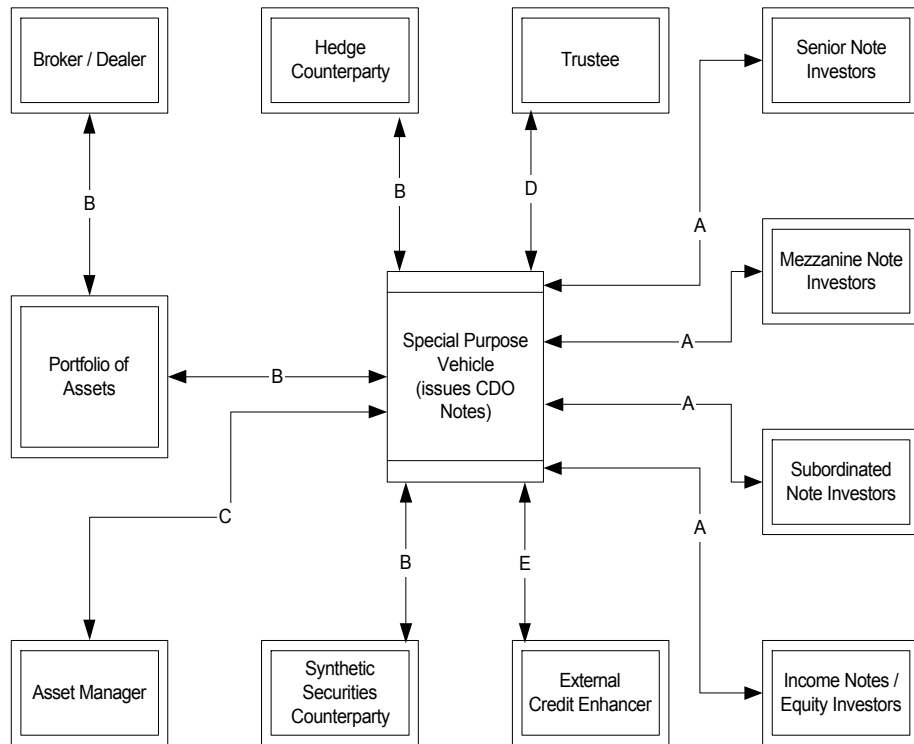 Broker / Dealer
Hedge
Counterparty
Trustee
Senior Note
Investors
B
B
D
A
Mezzanine Note
Investors
Portfolio of
Assets
B
Special Purpose
Vehicle
(issues CDO
Notes)
A
A
Subordinated
Note Investors
C
B
E
A
Asset Manager
Synthetic
Securities
Counterparty
External
Credit Enhancer
Income Notes /
Equity Investors